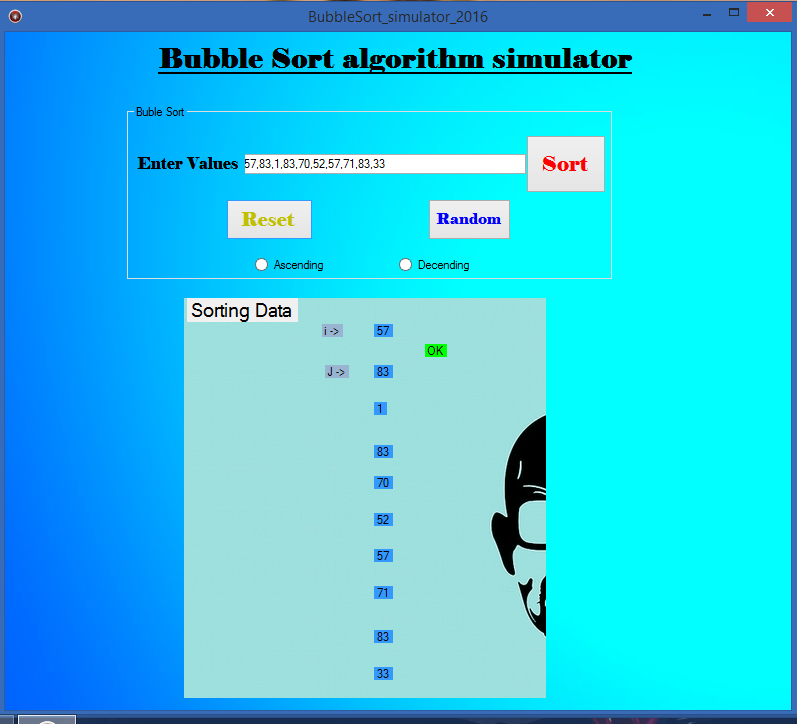 BubbleSort_simulator_2016
Bubble Sort algorithm simulator
Buble Sort
Enter Values 57,83,1,83,70,52,57,71,83,33 Sort
Reset Random
Ascending Decending
Sorting Data
i -> 57
OK
J -> 83
1
83
70
52
57
71
83
33